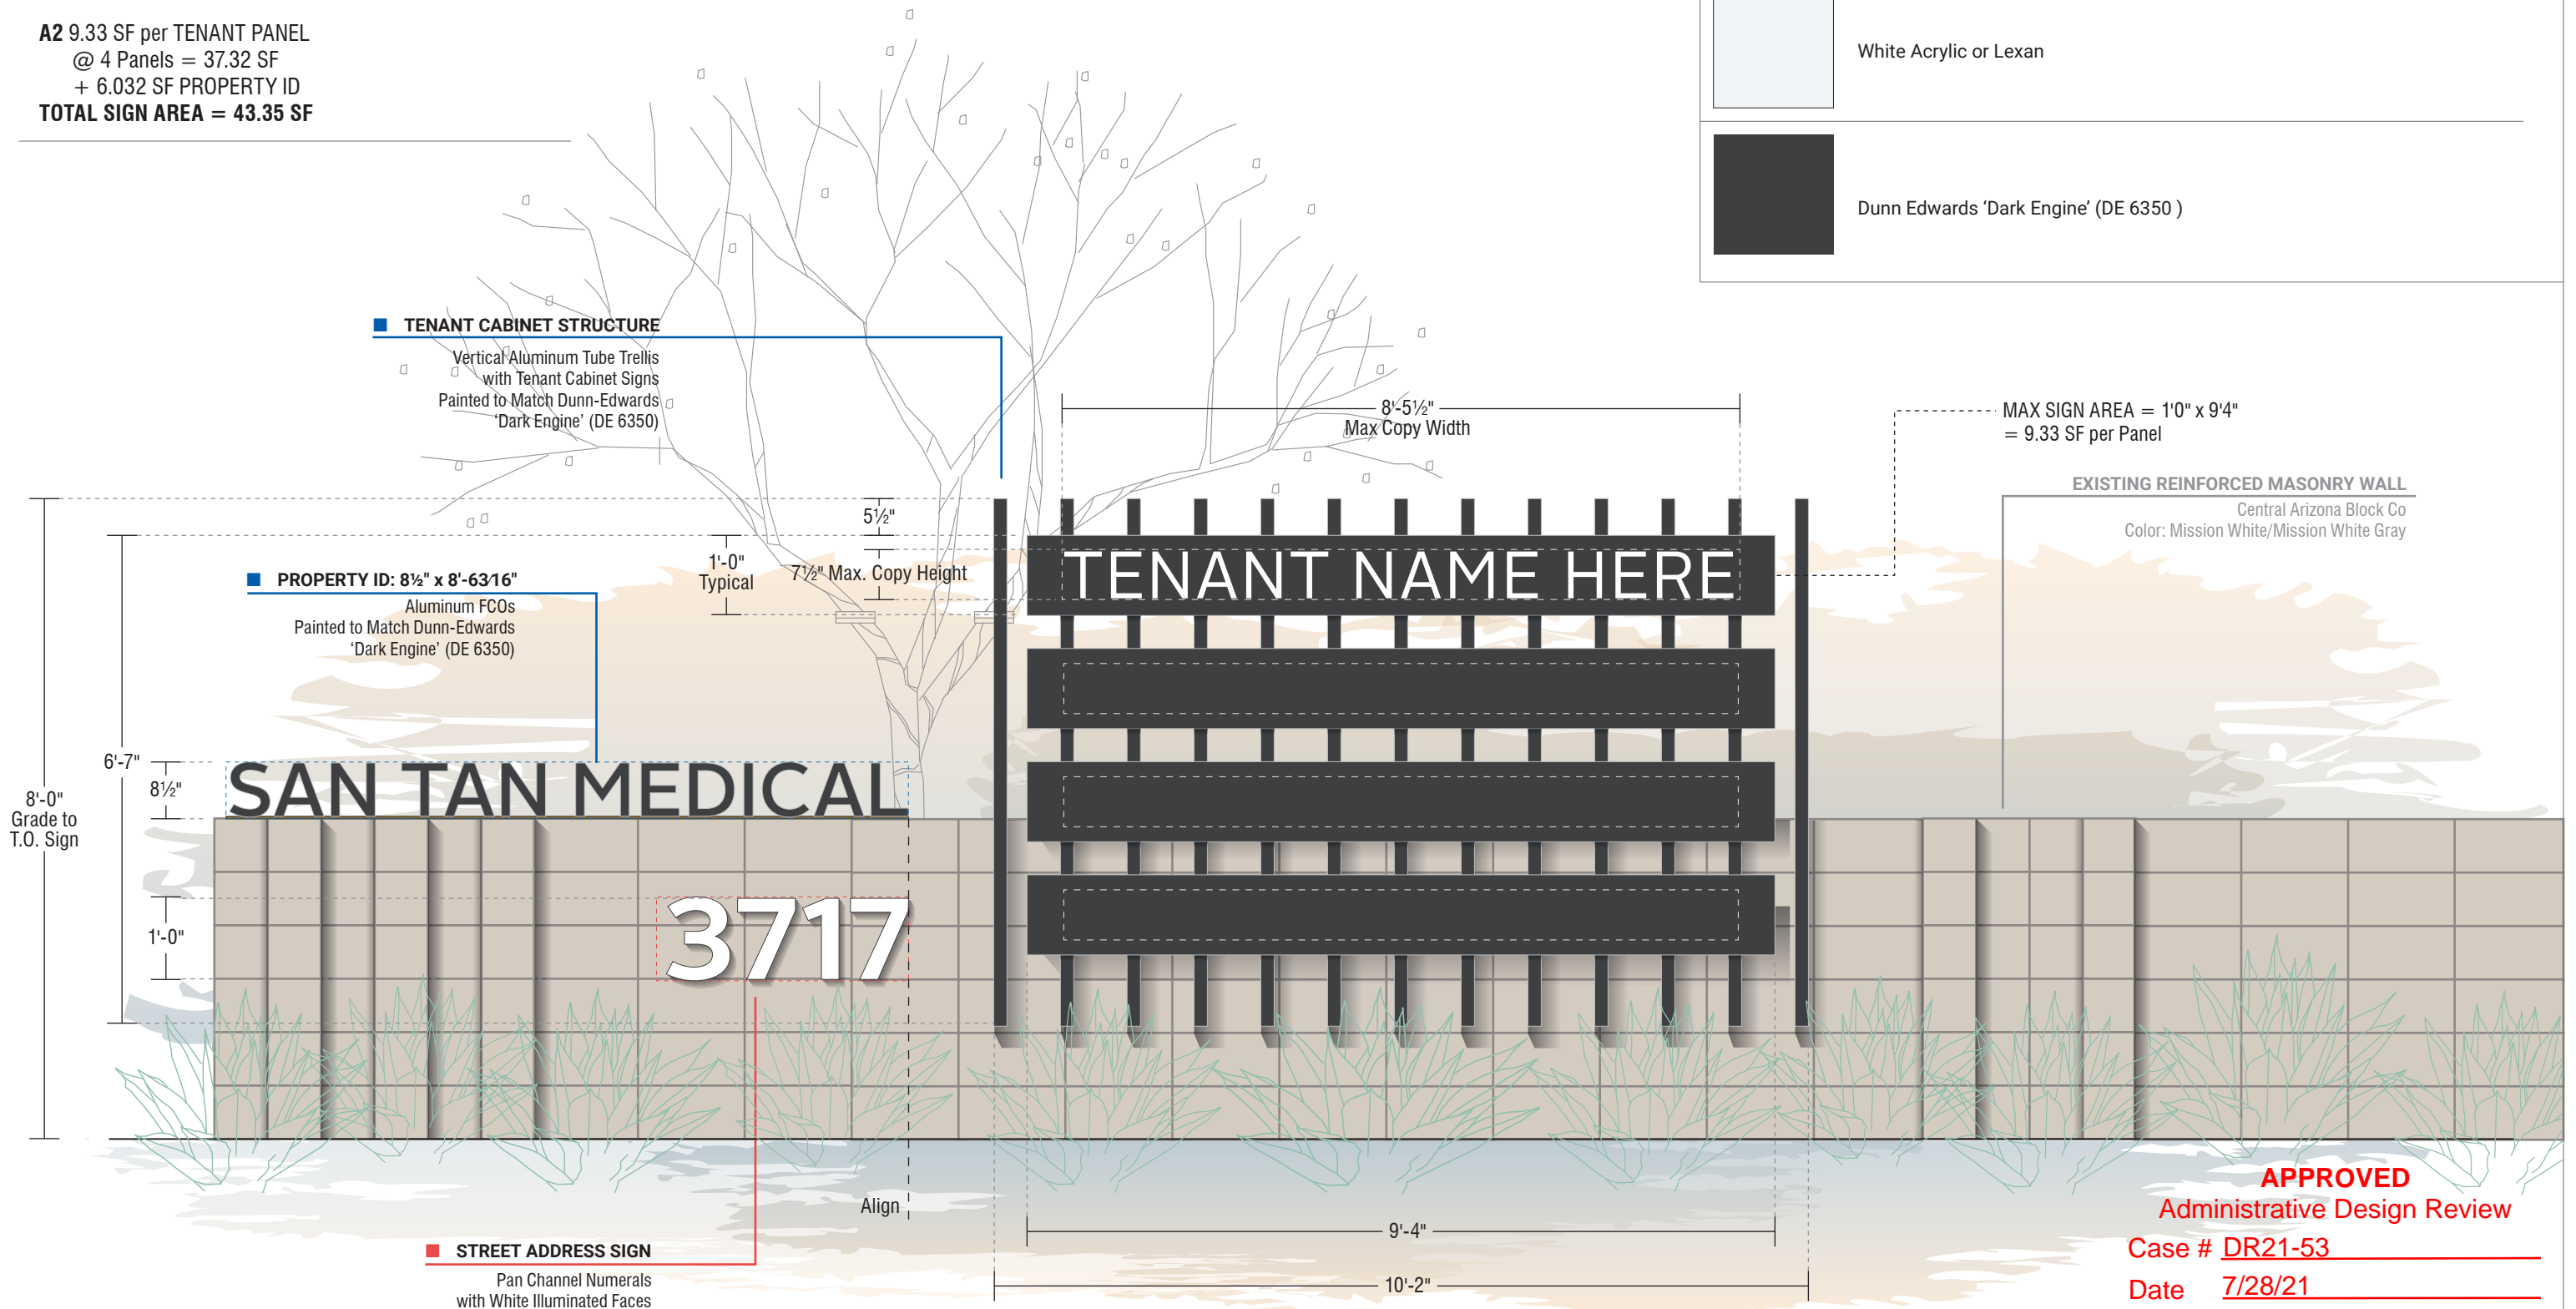 A2 9.33 SF per TENANT PANEL
@ 4 Panels = 37.32 SF
+ 6.032 SF PROPERTY ID
TOTAL SIGN AREA = 43.35 SF
White Acrylic or Lexan
Dunn Edwards ‘Dark Engine’ (DE 6350 )
TENANT CABINET STRUCTURE
Vertical Aluminum Tube Trellis
with Tenant Cabinet Signs
Painted to Match Dunn-Edwards
‘Dark Engine’ (DE 6350)
8'-5½"
Max Copy Width
MAX SIGN AREA = 1'0" x 9'4"
= 9.33 SF per Panel
EXISTING REINFORCED MASONRY WALL
Central Arizona Block Co
Color: Mission White/Mission White Gray
5½"
1'-0"
Typical
7½" Max. Copy Height
TENANT NAME HERE
PROPERTY ID: 8½" x 8'-63⁄16"
Aluminum FCOs
Painted to Match Dunn-Edwards
‘Dark Engine’ (DE 6350)
6'-7"
8½"
SAN TAN MEDICAL
8'-0"
Grade to
T.O. Sign
1'-0"
3717
Align
9'-4"
10'-2"
STREET ADDRESS SIGN
Pan Channel Numerals
with White Illuminated Faces
APPROVED
Administrative Design Review
Case # DR21-53
Date 7/28/21